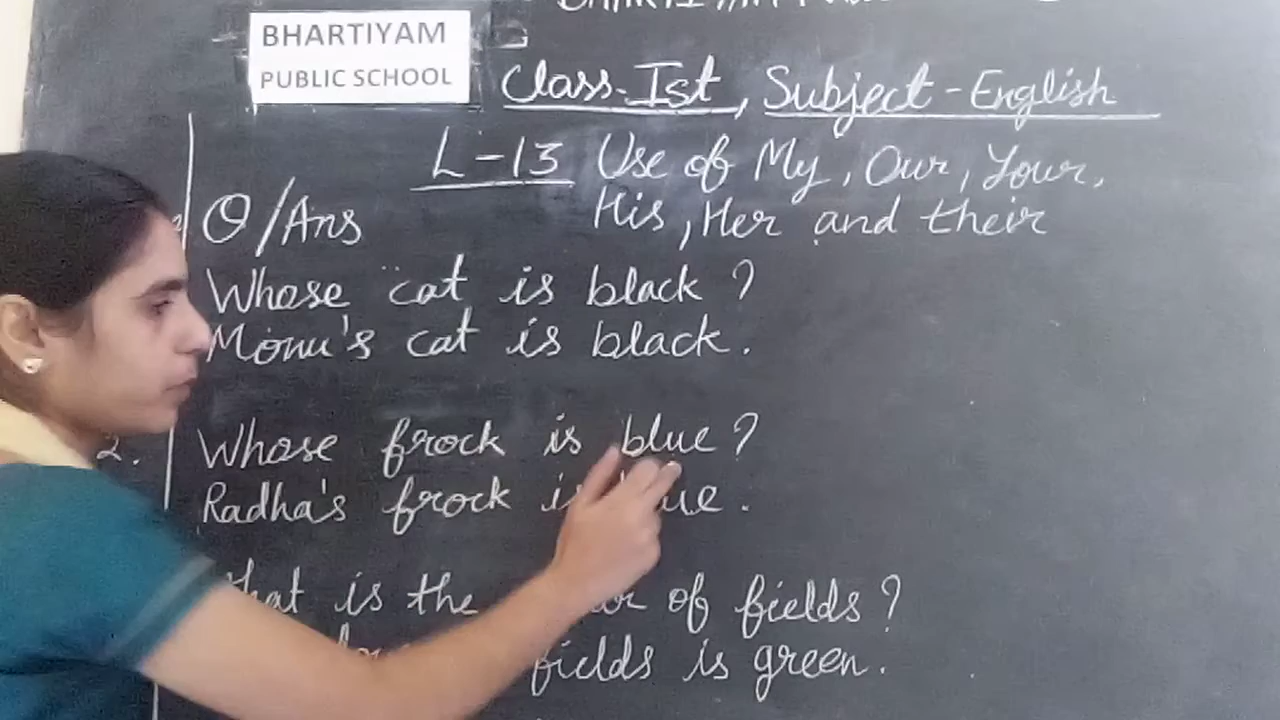 BHARTIYAM
PUBLIC SCHOOL
Class-Ist, Subject-English
L-13 Use of My, Our, Your,
His, Her and their
Q/Ans
Whose cat is black?
Monu's cat is black.
2. Whose frock is blue?
Radha's frock is blue.
is the of fields?
fields is green.